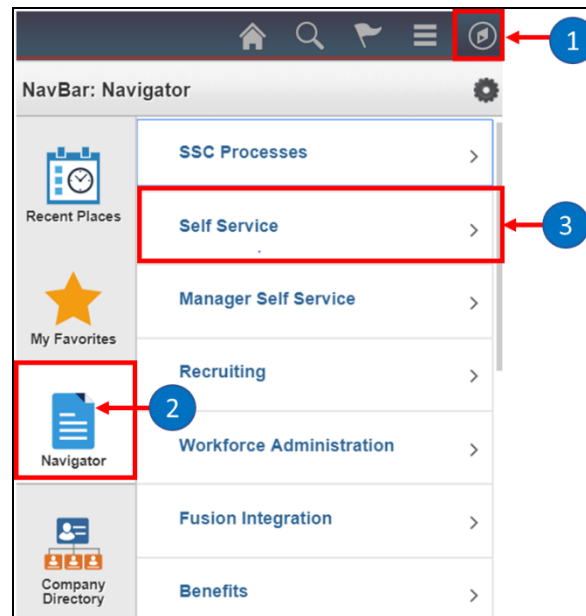 1
NavBar: Navigator
Recent Places
My Favorites
2
Navigator
Company
Directory
SSC Processes
Self Service
3
Manager Self Service
Recruiting
Workforce Administration
Fusion Integration
Benefits